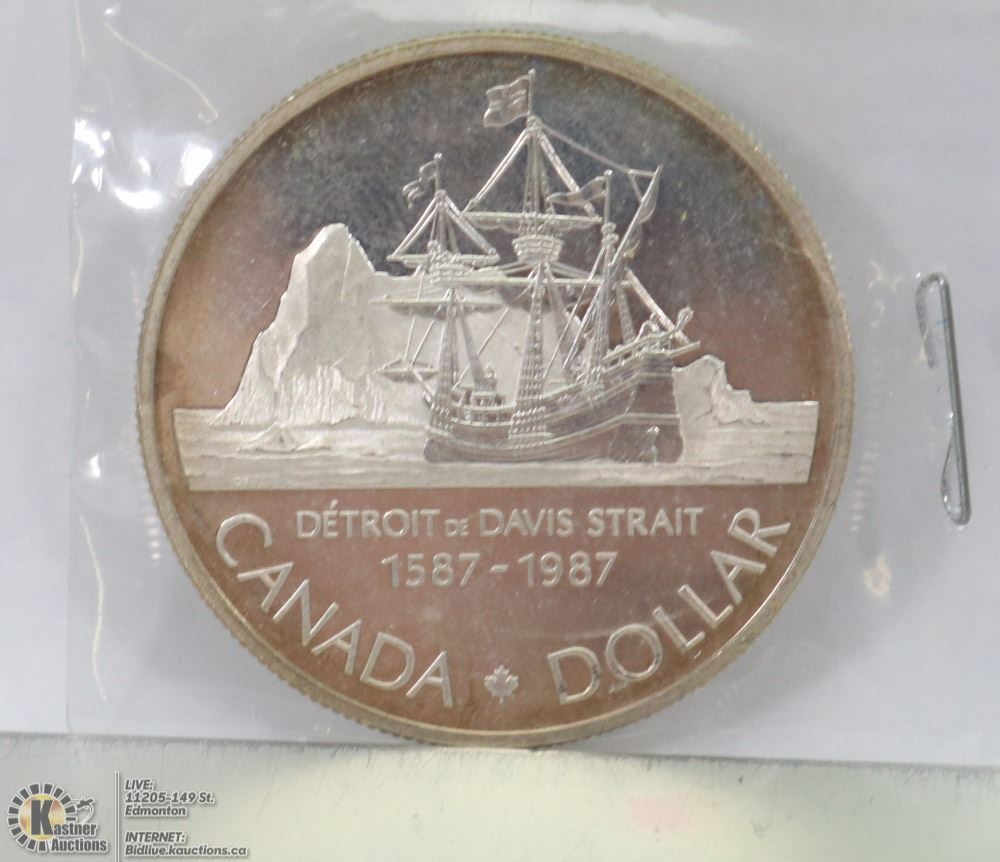 DÉTROIT DE DAVIS STRAIT
1587-1987
CANADA DOLLAR
Kastner
Auctions
LIVE:
11205-149 St.
Edmonton
INTERNET:
Bidlive.kauctions.ca